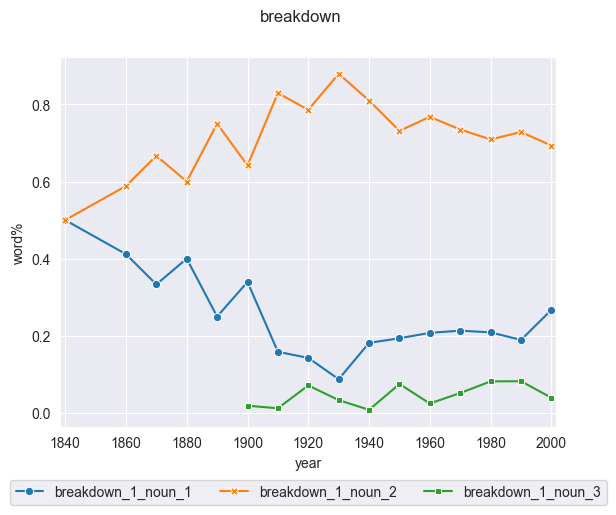 breakdown
0.8
0.6
0.4
0.2
0.0
word%
1840 1860 1880 1900 1920 1940 1960 1980 2000
year
breakdown_1_noun_1 breakdown_1_noun_2 breakdown_1_noun_3